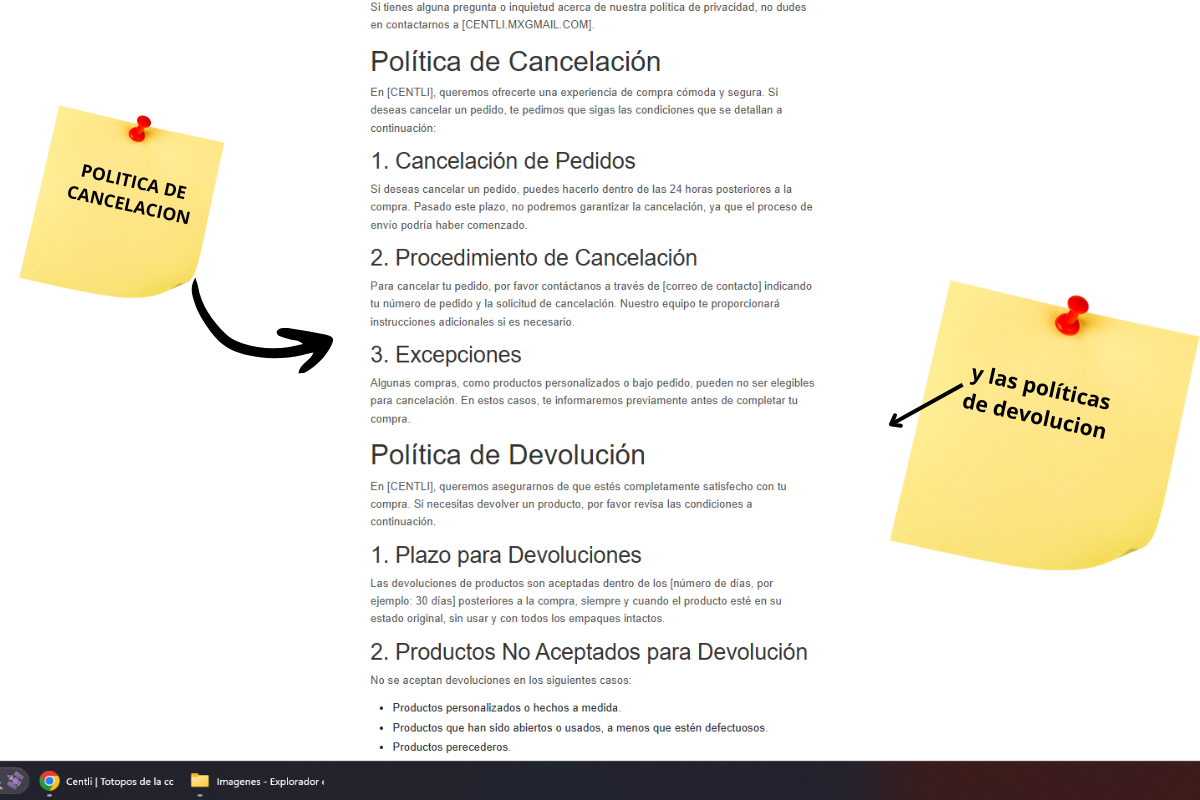 Si tienes alguna pregunta o inquietud acerca de nuestra política de privacidad, no dudes
en contactarnos a [CENTLI.MXGMAIL.COM].
Política de Cancelación
En [CENTLI], queremos ofrecerte una experiencia de compra cómoda y segura. Si
deseas cancelar un pedido, te pedimos que sigas las condiciones que se detallan a
continuación:
1. Cancelación de Pedidos
Si deseas cancelar un pedido, puedes hacerlo dentro de las 24 horas posteriores a la
compra. Pasado este plazo, no podremos garantizar la cancelación, ya que el proceso de
envío podría haber comenzado.
2. Procedimiento de Cancelación
Para cancelar tu pedido, por favor contáctanos a través de [correo de contacto] indicando
tu número de pedido y la solicitud de cancelación. Nuestro equipo te proporcionará
instrucciones adicionales si es necesario.
3. Excepciones
Algunas compras, como productos personalizados o bajo pedido, pueden no ser elegibles
para cancelación. En estos casos, te informaremos previamente antes de completar tu
compra.
Política de Devolución
En [CENTLI], queremos asegurarnos de que estés completamente satisfecho con tu
compra. Si necesitas devolver un producto, por favor revisa las condiciones a
continuación.
1. Plazo para Devoluciones
Las devoluciones de productos son aceptadas dentro de los [número de días, por
ejemplo: 30 días] posteriores a la compra, siempre y cuando el producto esté en su
estado original, sin usar y con todos los empaques intactos.
2. Productos No Aceptados para Devolución
No se aceptan devoluciones en los siguientes casos:
• Productos personalizados o hechos a medida.
• Productos que han sido abiertos o usados, a menos que estén defectuosos.
• Productos perecederos.
POLITICA DE
CANCELACION
y las políticas
de devolucion
Centli | Totopos de la cc
Imagenes - Explorador